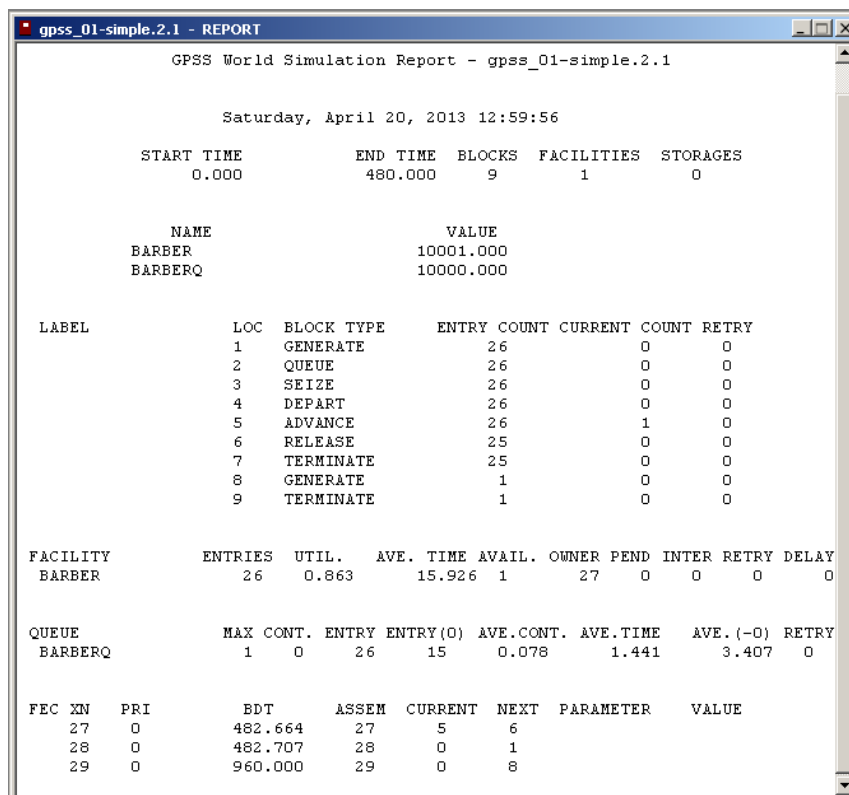 gpss_01-simple.2.1 - REPORT
GPSS World Simulation Report - gpss_01-simple.2.1
Saturday, April 20, 2013 12:59:56
START TIME END TIME BLOCKS FACILITIES STORAGES
0.000 480.000 9 1 0
NAME VALUE
BARBER 10001.000
BARBERQ 10000.000
LABEL LOC BLOCK TYPE ENTRY COUNT CURRENT COUNT RETRY
1 GENERATE 26 0 0
2 QUEUE 26 0 0
3 SEIZE 26 0 0
4 DEPART 26 0 0
5 ADVANCE 26 1 0
6 RELEASE 25 0 0
7 TERMINATE 25 0 0
8 GENERATE 1 0 0
9 TERMINATE 1 0 0
FACILITY ENTRIES UTIL. AVE. TIME AVAIL. OWNER PEND INTER RETRY DELAY
BARBER 26 0.863 15.926 1 27 0 0 0 0
QUEUE MAX CONT. ENTRY ENTRY(0) AVE.CONT. AVE.TIME AVE.(-0) RETRY
BARBERQ 1 0 26 15 0.078 1.441 3.407 0
FEC XN PRI BDT ASSEM CURRENT NEXT PARAMETER VALUE
27 0 482.664 27 5 6
28 0 482.707 28 0 1
29 0 960.000 29 0 8